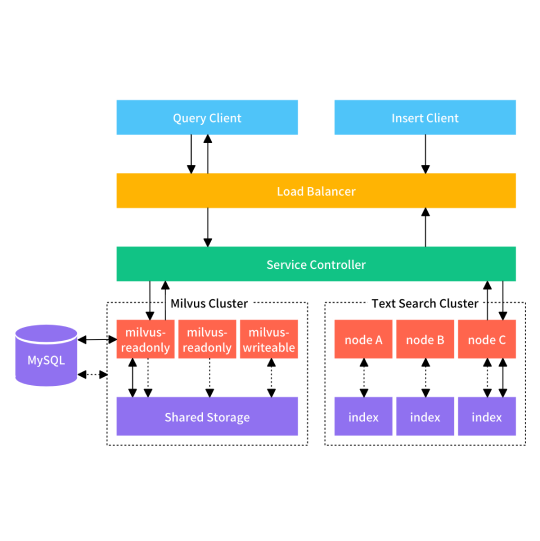 Query Client
Insert Client
Load Balancer
Service Controller
Milvus Cluster
Text Search Cluster
MySQL
milvus-
readonly
milvus-
readonly
milvus-
writeable
node A
node B
node C
Shared Storage
index
index
index